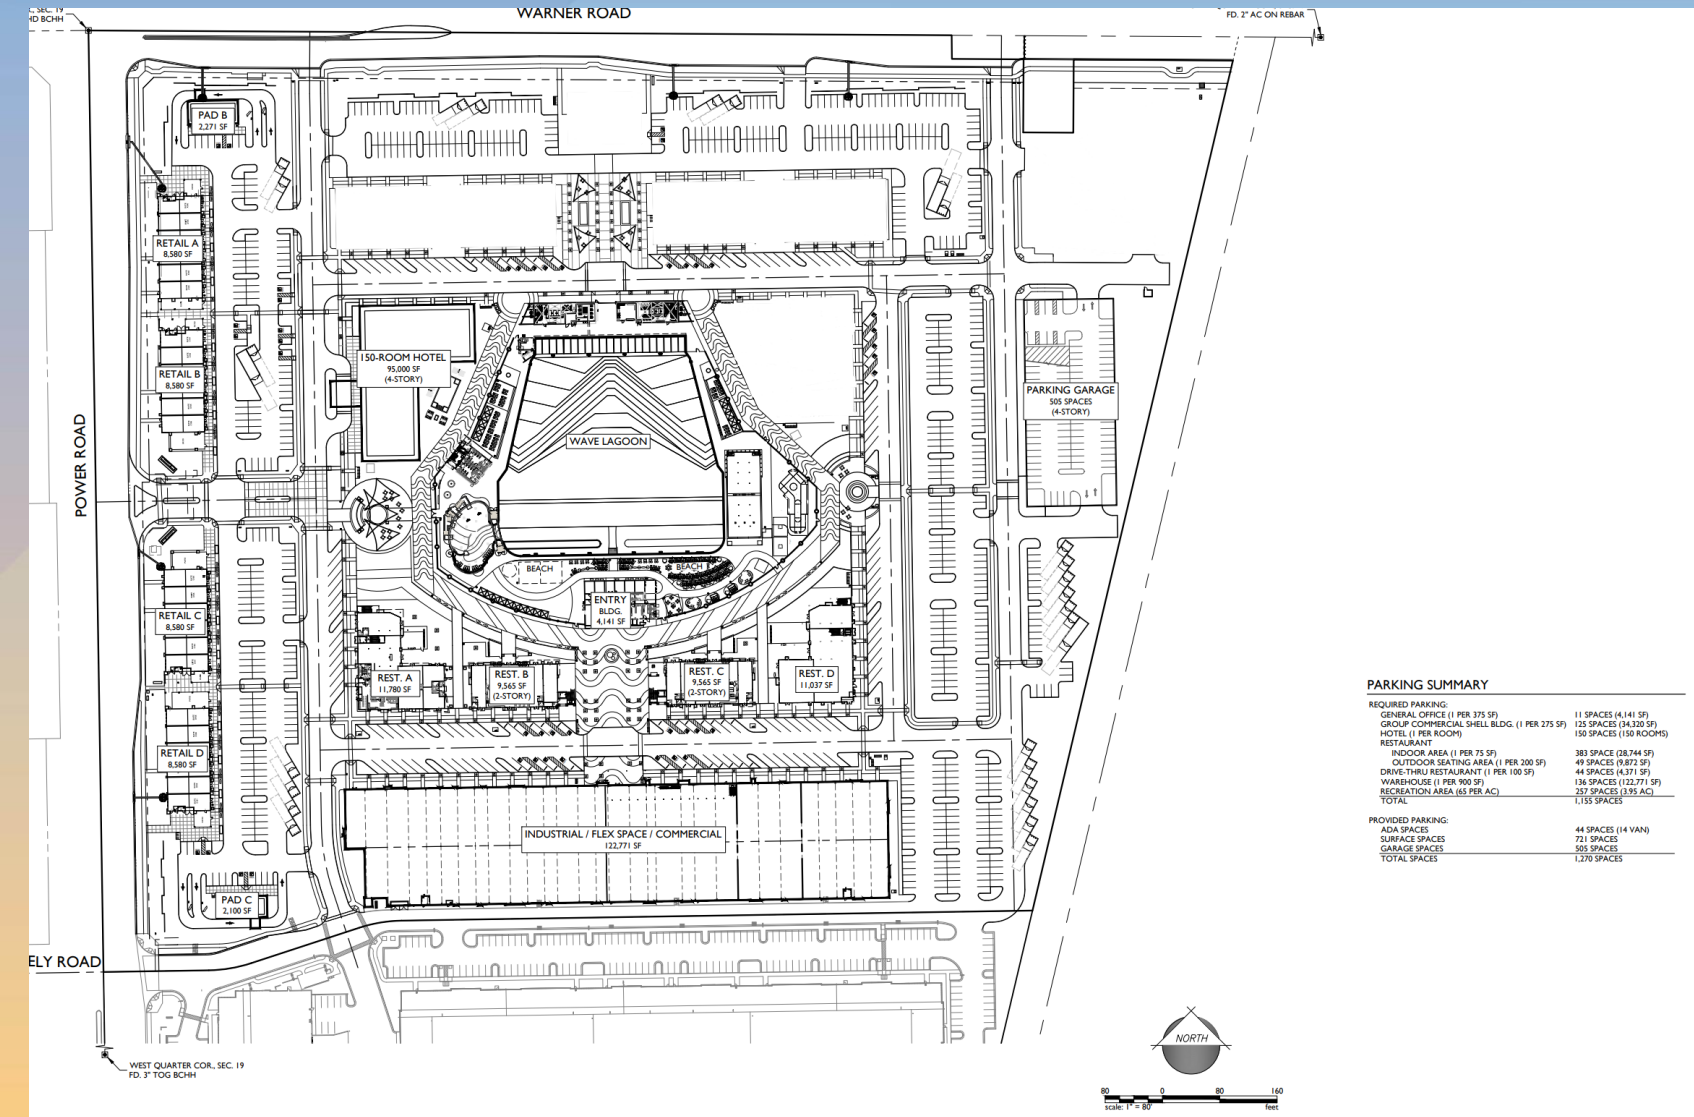 WARNER ROAD
., SEC. 19
HD BCHH
FD. 2" AC ON REBAR
PAD B
2,271 SF
RETAIL A
8,580 SF
150-ROOM HOTEL
95,000 SF
(4-STORY)
RETAIL B
8,580 SF
PARKING GARAGE
505 SPACES
(4-STORY)
WAVE LAGOON
POWER ROAD
BEACH
BEACH
ENTRY
BLDG.
4,141 SF
RETAIL C
8,580 SF
REST. A
11,780 SF
REST. B
9,565 SF
(2-STORY)
REST. C
9,565 SF
(2-STORY)
REST. D
11,037 SF
RETAIL D
8,580 SF
INDUSTRIAL / FLEX SPACE / COMMERCIAL
122,771 SF
PAD C
2,100 SF
ELY ROAD
WEST QUARTER COR., SEC. 19
FD. 3" TOG BCHH
PARKING SUMMARY
REQUIRED PARKING:
GENERAL OFFICE (1 PER 375 SF) 11 SPACES (4,141 SF)
GROUP COMMERCIAL SHELL BLDG. (1 PER 275 SF) 125 SPACES (34,320 SF)
HOTEL (1 PER ROOM) 150 SPACES (150 ROOMS)
RESTAURANT
INDOOR AREA (1 PER 75 SF) 383 SPACE (28,744 SF)
OUTDOOR SEATING AREA (1 PER 200 SF) 49 SPACES (9,872 SF)
DRIVE-THRU RESTAURANT (1 PER 100 SF) 44 SPACES (4,371 SF)
WAREHOUSE (1 PER 900 SF) 136 SPACES (122,771 SF)
RECREATION AREA (65 PER AC) 257 SPACES (3.95 AC)
TOTAL 1,155 SPACES
PROVIDED PARKING:
ADA SPACES 44 SPACES (14 VAN)
SURFACE SPACES 721 SPACES
GARAGE SPACES 505 SPACES
TOTAL SPACES 1,270 SPACES
NORTH
80 0 80 160
scale: 1" = 80' feet